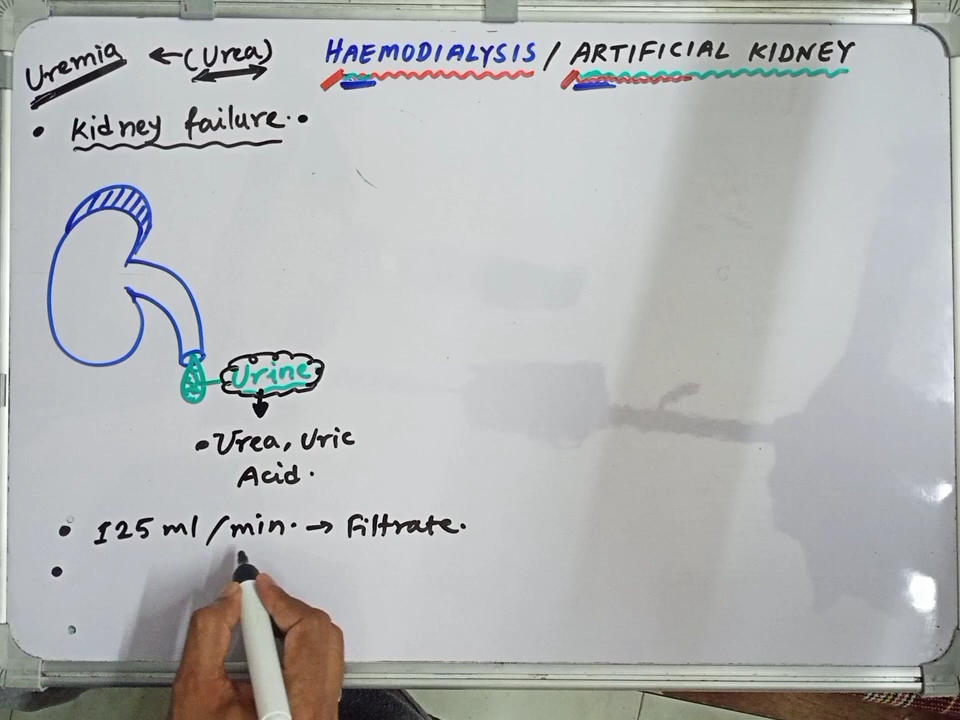 Uremia ←(Urea)
HAEMODIALYSIS / ARTIFICIAL KIDNEY
• Kidney failure. •
Urine
• Urea, Uric
Acid.
• 125 ml/min. → Filtrate.